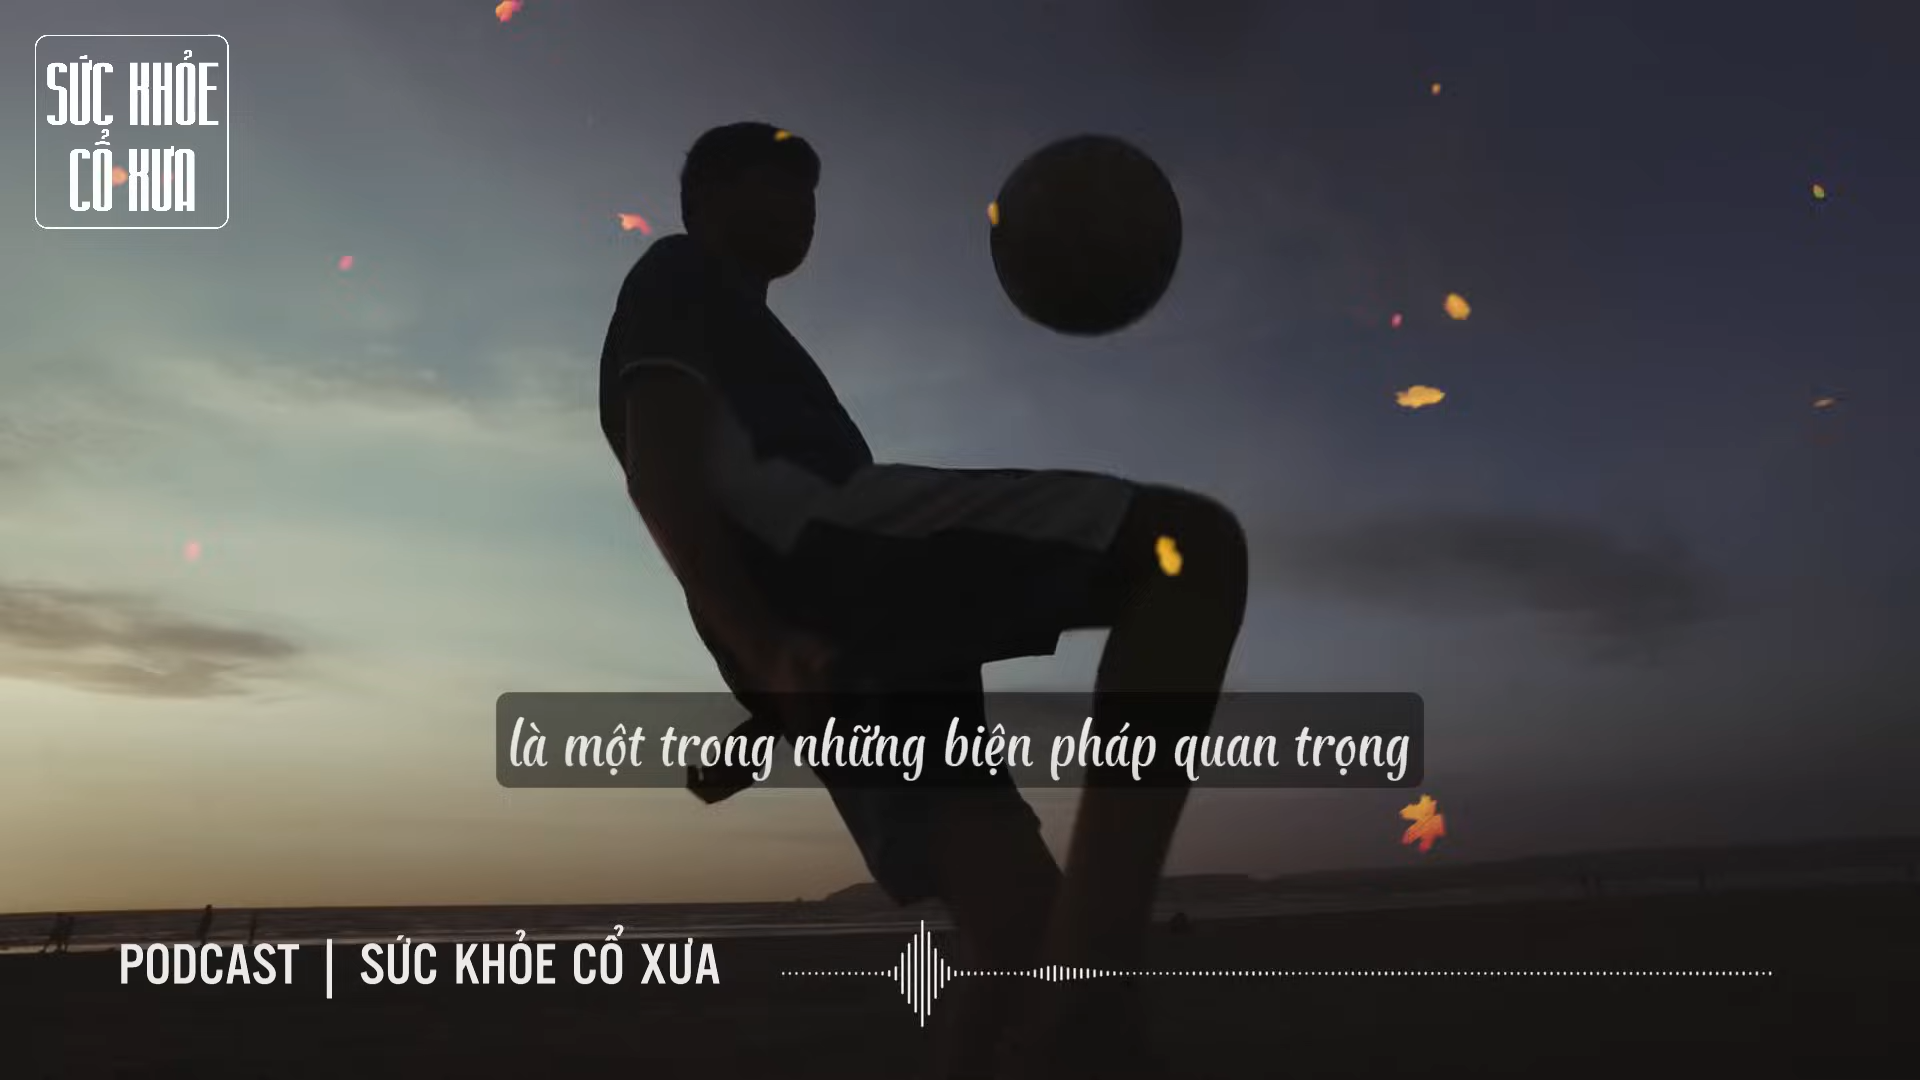 SỨC KHỎE
CỔ XƯA
là một trong những biện pháp quan trọng
PODCAST | SỨC KHỎE CỔ XƯA